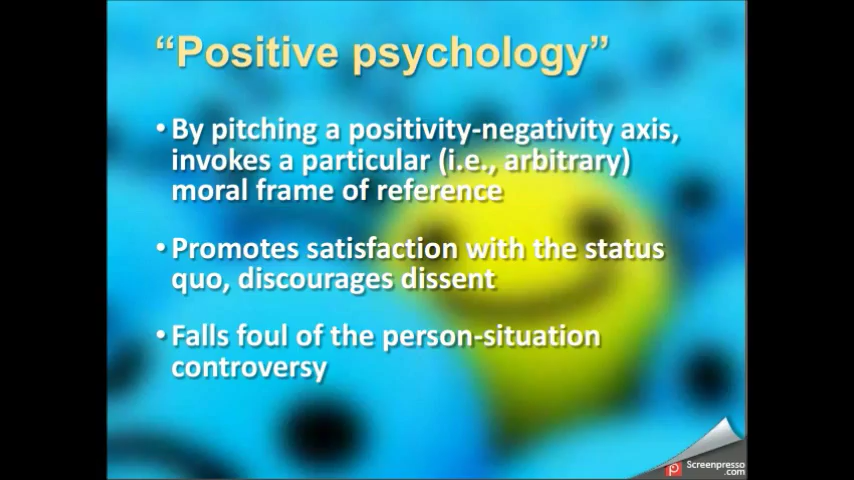 “Positive psychology”
• By pitching a positivity-negativity axis,
invokes a particular (i.e., arbitrary)
moral frame of reference
• Promotes satisfaction with the status
quo, discourages dissent
• Falls foul of the person-situation
controversy
Screenpresso
.com